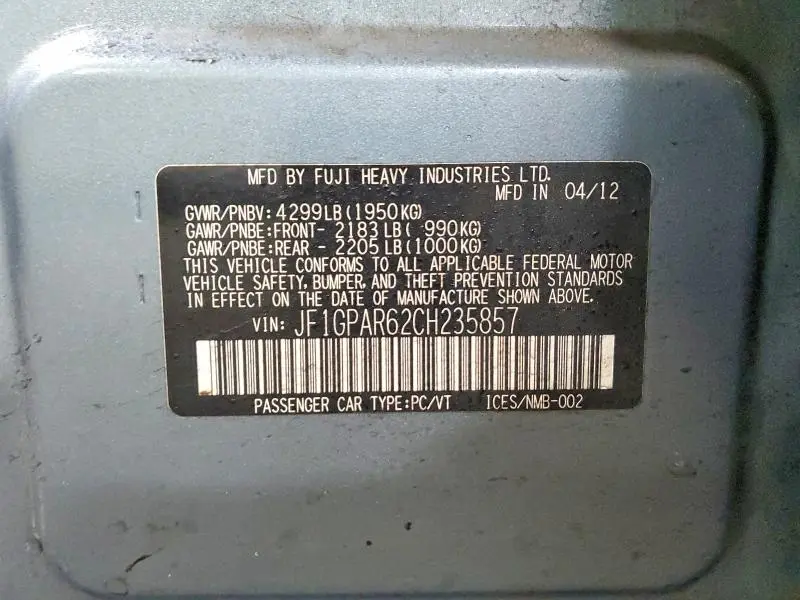 MFD BY FUJI HEAVY INDUSTRIES LTD.
MFD IN 04/12
GVWR/PNBV: 4299LB(1950KG)
GAWR/PNBE:FRONT- 2183LB( 990KG)
GAWR/PNBE:REAR - 2205LB(1000KG)
THIS VEHICLE CONFORMS TO ALL APPLICABLE FEDERAL MOTOR
VEHICLE SAFETY, BUMPER, AND THEFT PREVENTION STANDARDS
IN EFFECT ON THE DATE OF MANUFACTURE SHOWN ABOVE.
VIN: JF1GPAR62CH235857
PASSENGER CAR TYPE:PC/VT ICES/NMB-002